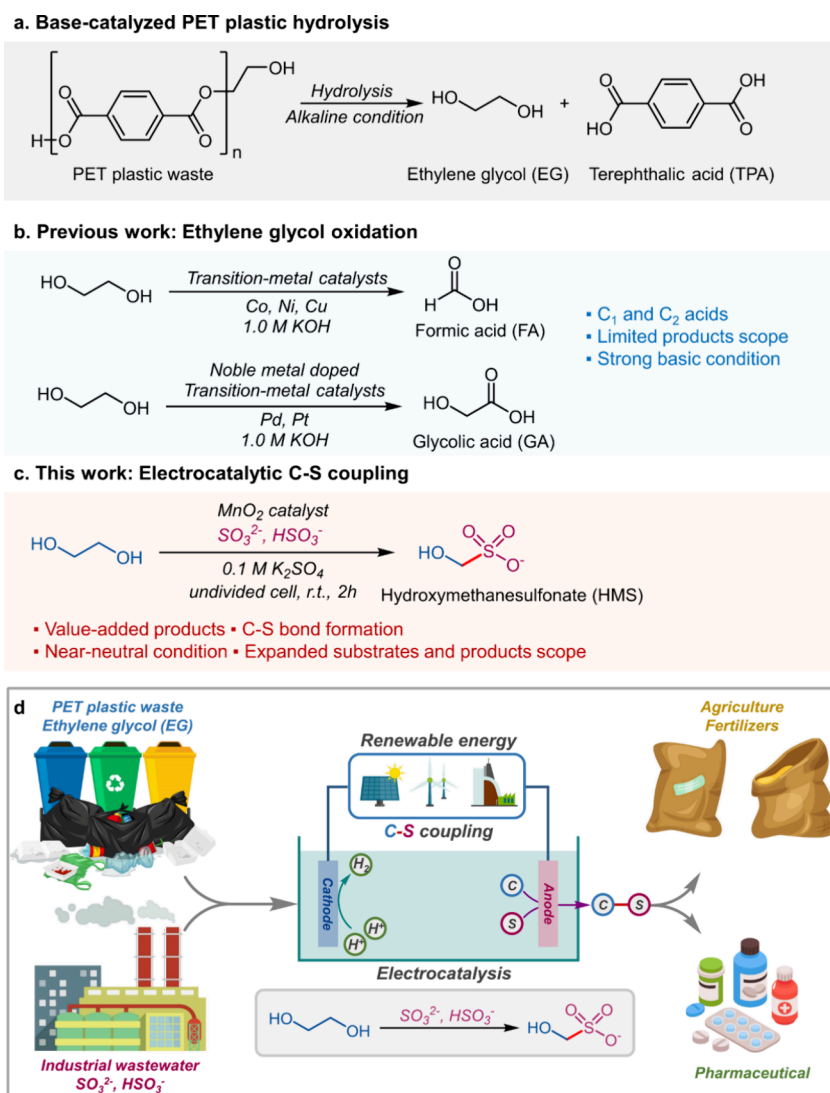 a. Base-catalyzed PET plastic hydrolysis
O
O
OH
H
O
O
n
Hydrolysis
Alkaline condition
HO
OH
+
O
HO
OH
O
PET plastic waste
Ethylene glycol (EG)
Terephthalic acid (TPA)
b. Previous work: Ethylene glycol oxidation
HO
OH
Transition-metal catalysts
Co, Ni, Cu
1.0 M KOH
O
H
OH
Formic acid (FA)
▪ C₁ and C₂ acids
▪ Limited products scope
▪ Strong basic condition
HO
OH
Noble metal doped
Transition-metal catalysts
Pd, Pt
1.0 M KOH
O
HO
OH
Glycolic acid (GA)
c. This work: Electrocatalytic C-S coupling
HO
OH
MnO₂ catalyst
SO₃²⁻, HSO₃⁻
0.1 M K₂SO₄
undivided cell, r.t., 2h
O O
HO S O⁻
Hydroxymethanesulfonate (HMS)
▪ Value-added products ▪ C-S bond formation
▪ Near-neutral condition ▪ Expanded substrates and products scope
d
PET plastic waste
Ethylene glycol (EG)
Industrial wastewater
SO₃²⁻, HSO₃⁻
Renewable energy
C-S coupling
Cathode
H₂
H⁺
H⁺
C
S
Anode
C S
Electrocatalysis
HO
OH
SO₃²⁻, HSO₃⁻
O O
HO S O⁻
Agriculture
Fertilizers
Pharmaceutical